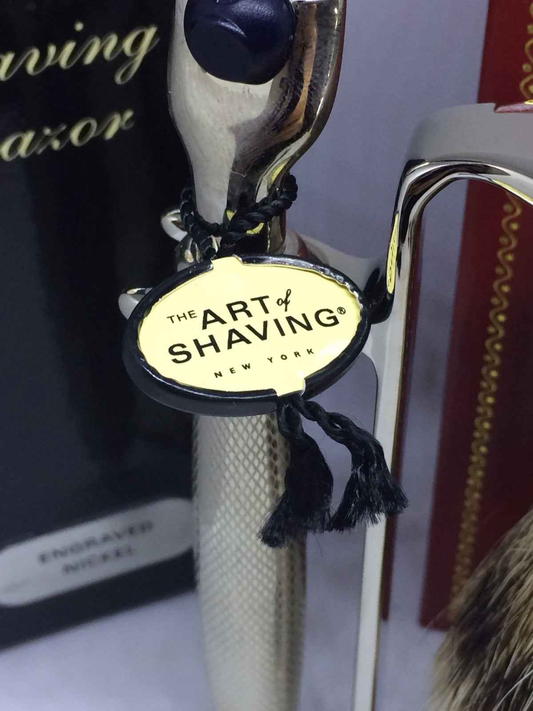 aving
azor
THE ART of
SHAVING®
NEW YORK
ENGRAVED
NICKEL